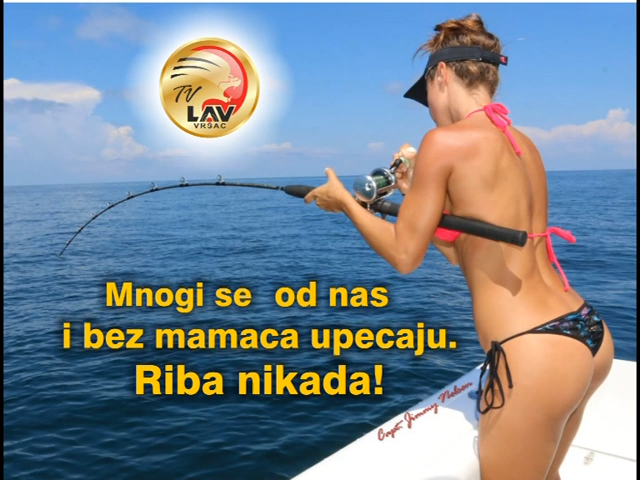 TV
LAV
VRŠAC
Mnogi se od nas
i bez mamaca upecaju.
Riba nikada!
Capt. Jimmy Nelson